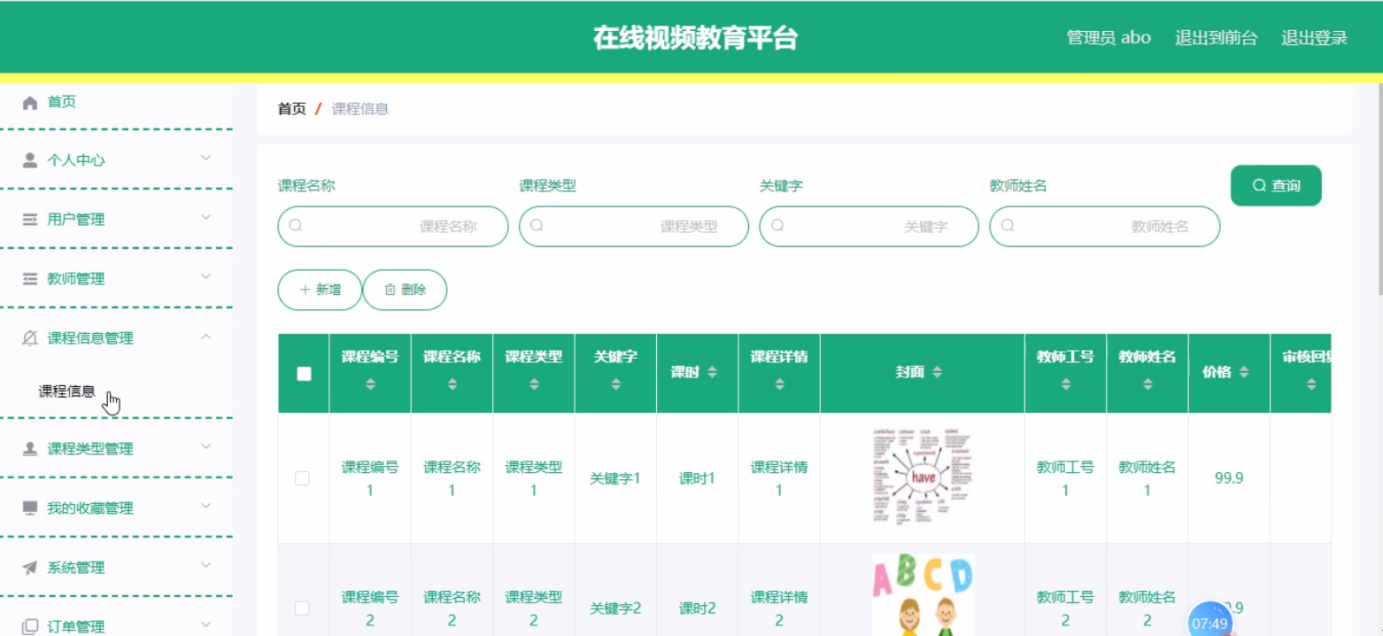 在线视频教育平台
管理员 abo 退出到前台 退出登录
首页
个人中心
用户管理
教师管理
课程信息管理
课程信息
课程类型管理
我的收藏管理
系统管理
订单管理
首页 / 课程信息
课程名称 课程类型 关键字 教师姓名
课程名称 课程类型 关键字 教师姓名
查询
新增 删除
课程编号 课程名称 课程类型 关键字 课时 课程详情 封面 教师工号 教师姓名 价格
课程编号1 课程名称1 课程类型1 关键字1 课时1 课程详情1 have 教师工号1 教师姓名1 99.9
课程编号2 课程名称2 课程类型2 关键字2 课时2 课程详情2 ABCD 教师工号2 教师姓名2
07:49